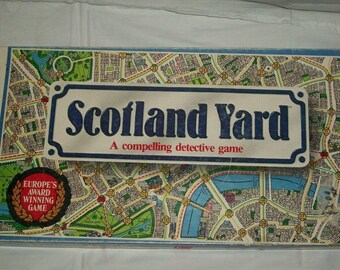 Scotland Yard
A compelling detective game
EUROPE'S
AWARD
WINNING
GAME